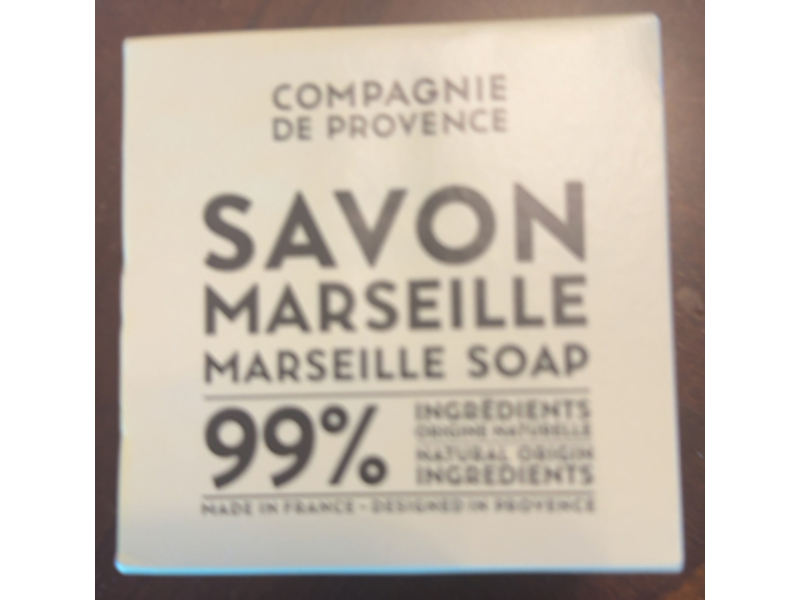 COMPAGNIE
DE PROVENCE
SAVON
MARSEILLE
MARSEILLE SOAP
99%
INGRÉDIENTS
ORIGINE NATURELLE
NATURAL ORIGIN
INGREDIENTS
MADE IN FRANCE - DESIGNED IN PROVENCE